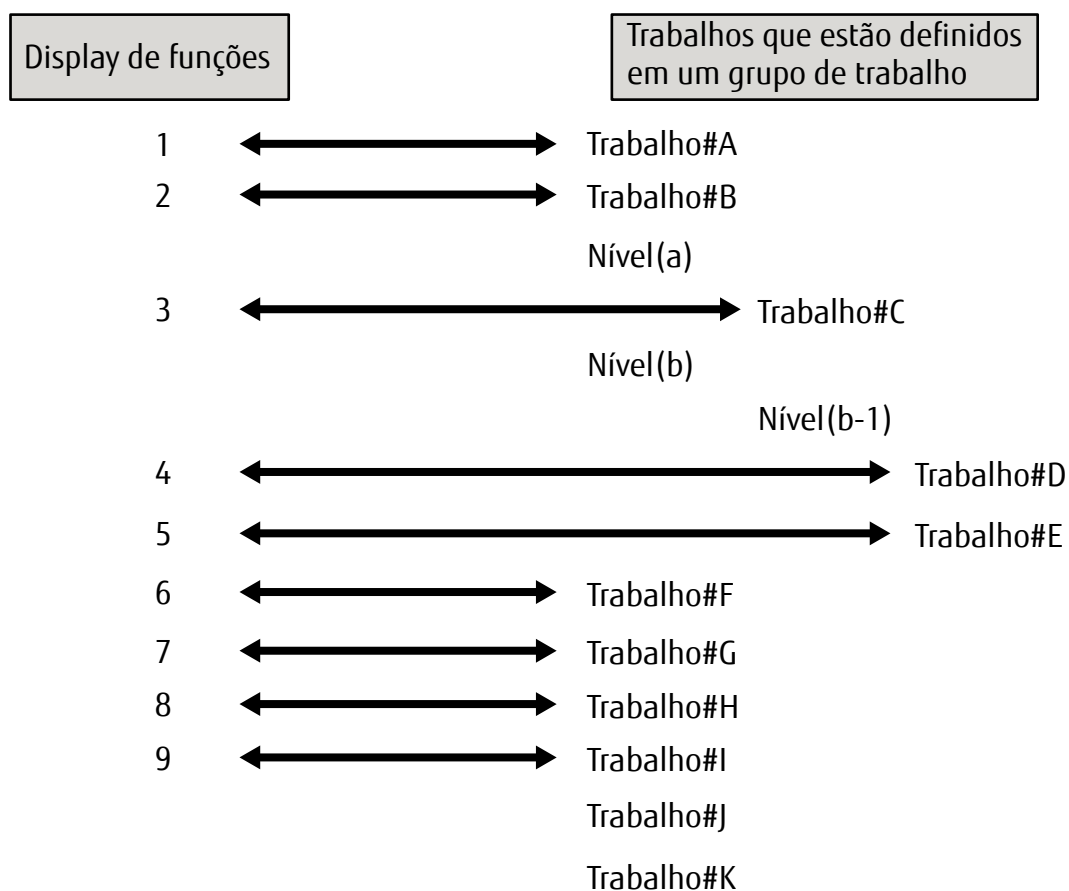 Display de funções
Trabalhos que estão definidos
em um grupo de trabalho
1 Trabalho#A
2 Trabalho#B
Nível(a)
3 Trabalho#C
Nível(b)
Nível(b-1)
4 Trabalho#D
5 Trabalho#E
6 Trabalho#F
7 Trabalho#G
8 Trabalho#H
9 Trabalho#I
Trabalho#J
Trabalho#K